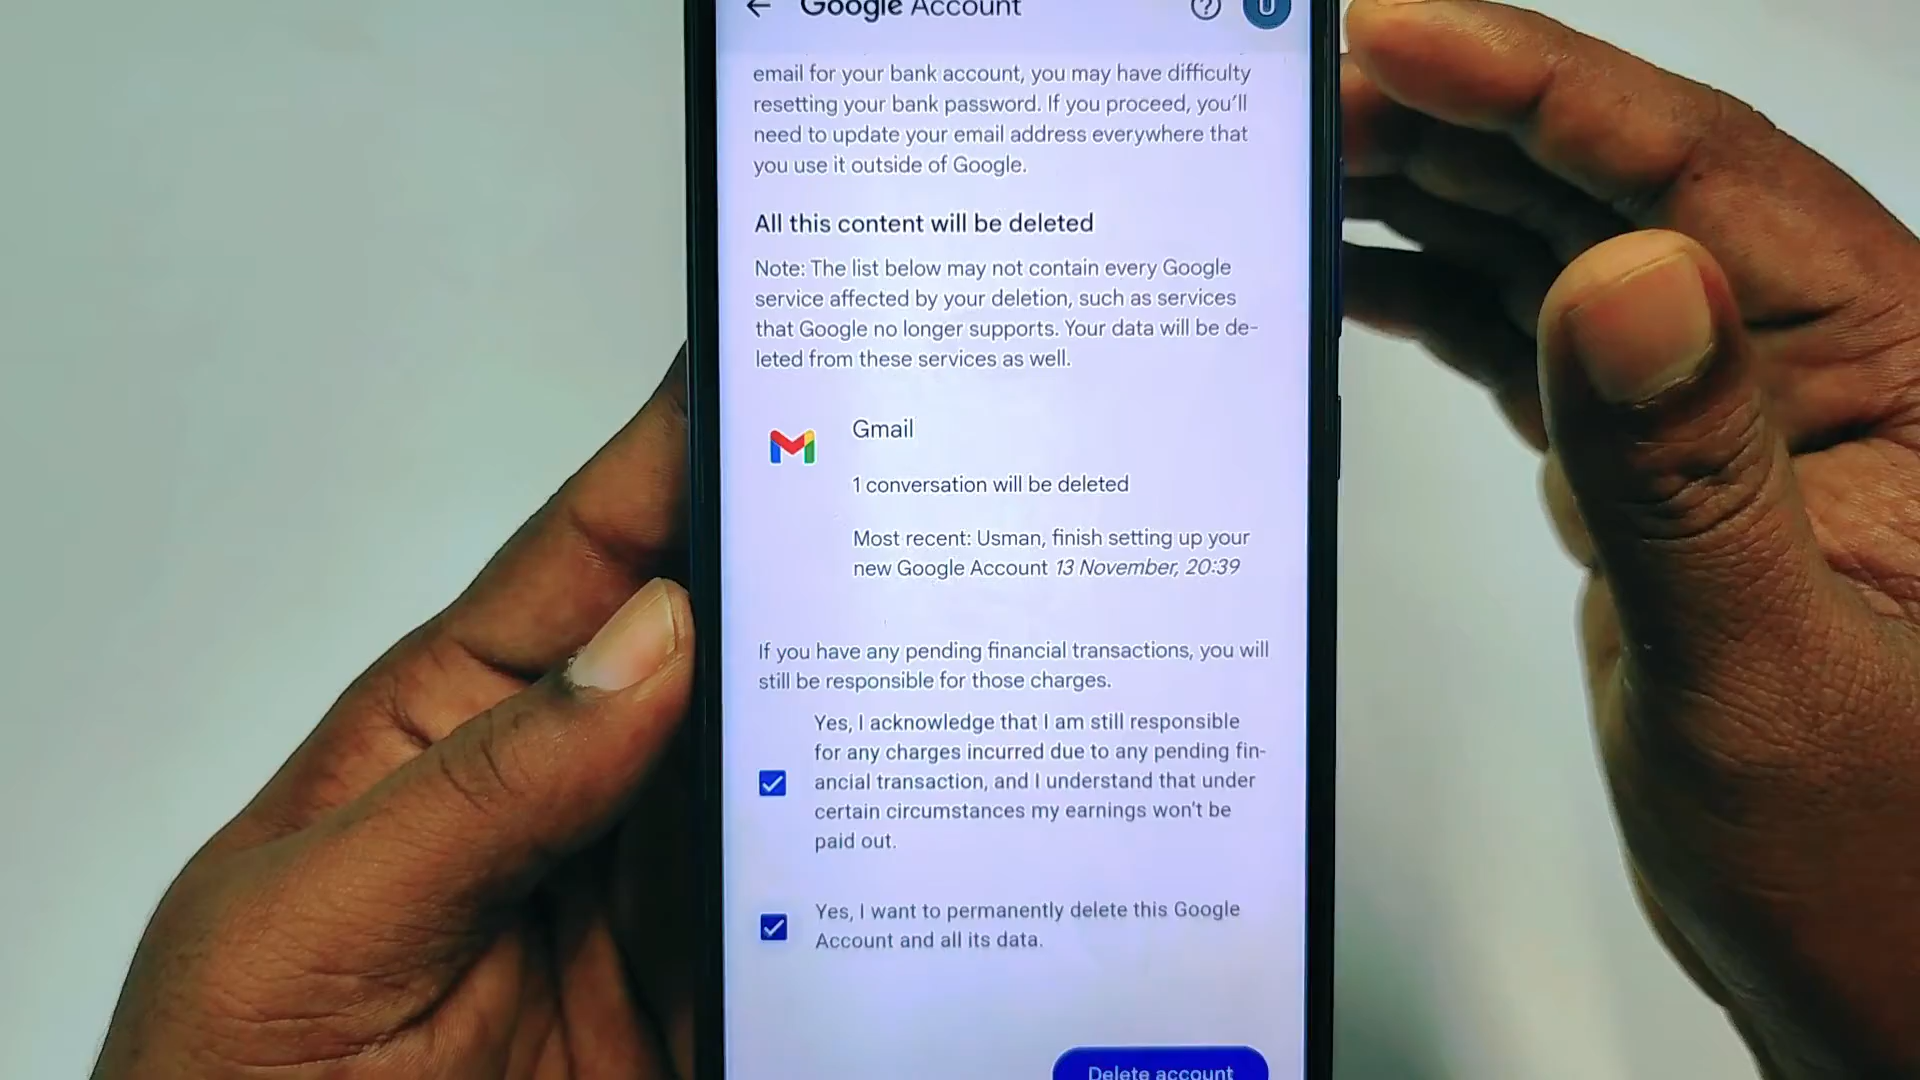 Google Account
U
email for your bank account, you may have difficulty
resetting your bank password. If you proceed, you'll
need to update your email address everywhere that
you use it outside of Google.
All this content will be deleted
Note: The list below may not contain every Google
service affected by your deletion, such as services
that Google no longer supports. Your data will be de-
leted from these services as well.
Gmail
1 conversation will be deleted
Most recent: Usman, finish setting up your
new Google Account 13 November, 20:39
If you have any pending financial transactions, you will
still be responsible for those charges.
Yes, I acknowledge that I am still responsible
for any charges incurred due to any pending fin-
ancial transaction, and I understand that under
certain circumstances my earnings won't be
paid out.
Yes, I want to permanently delete this Google
Account and all its data.
Delete account